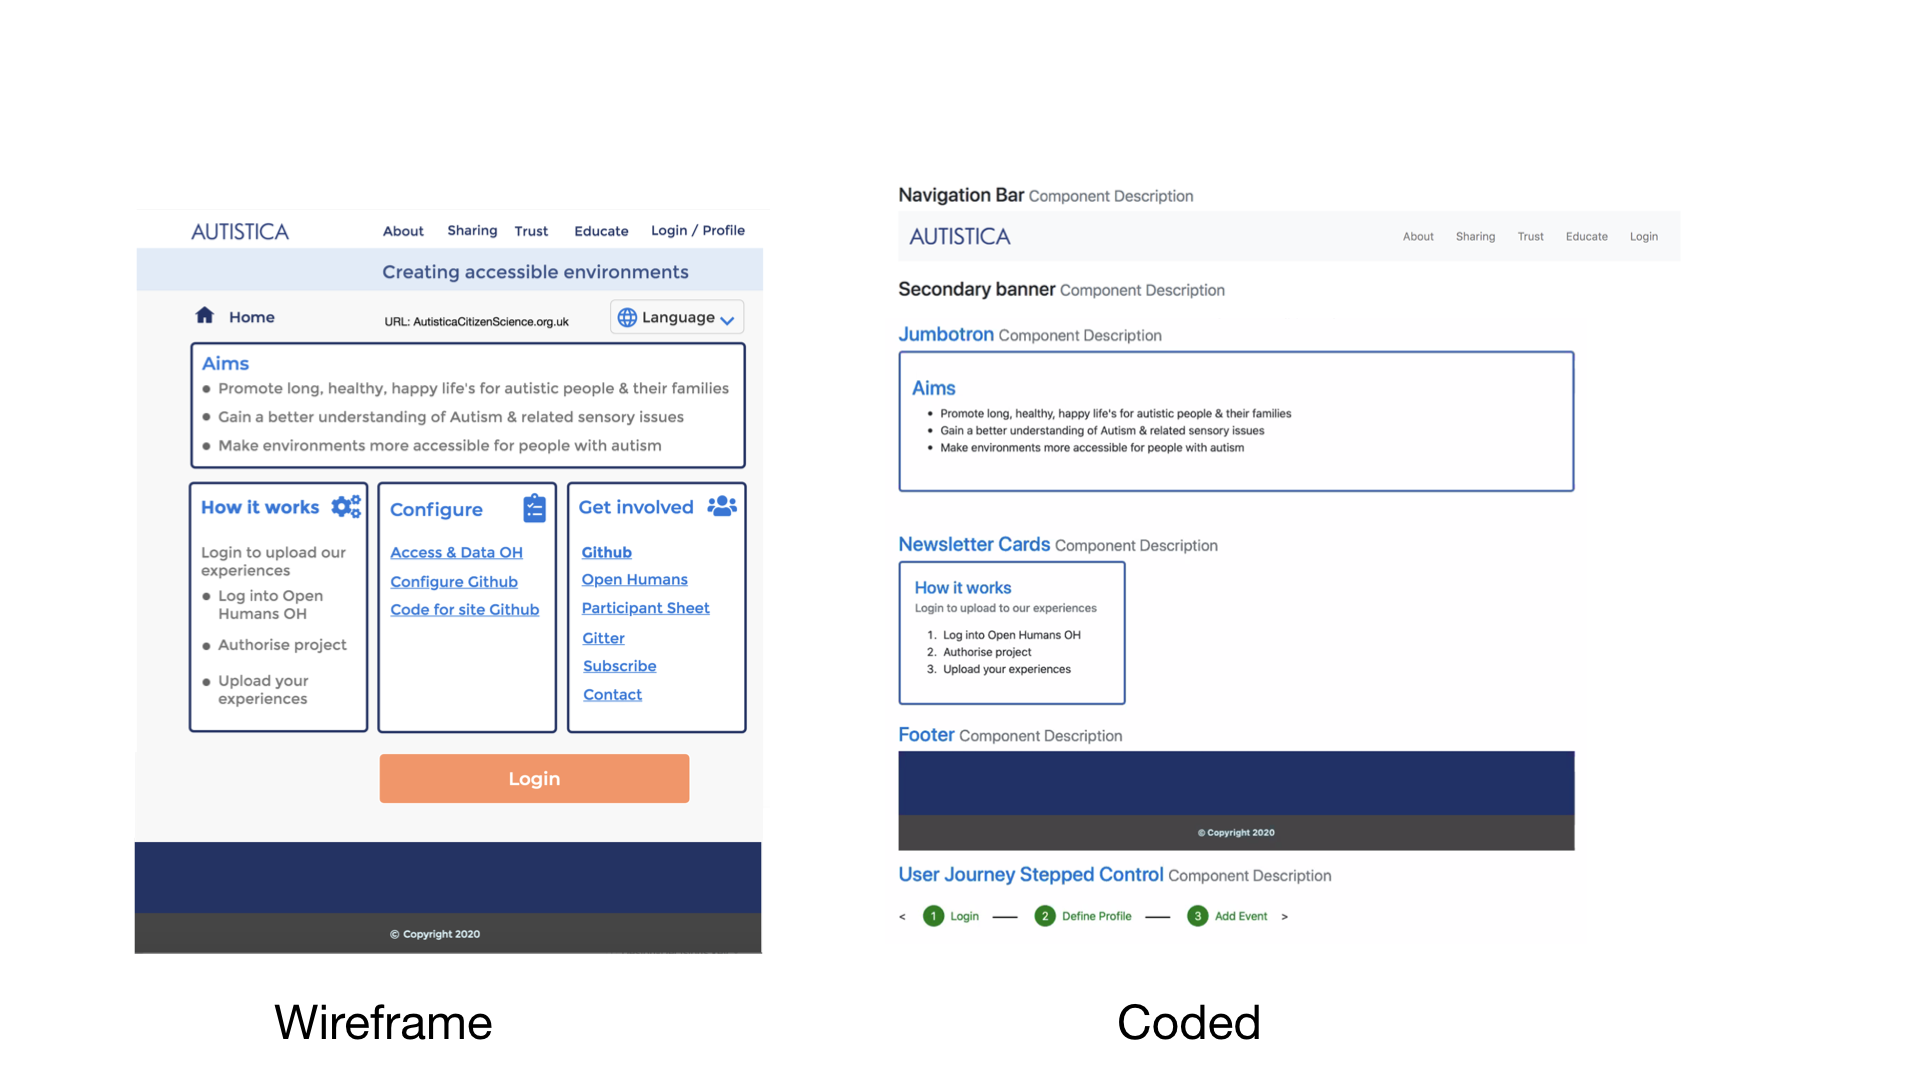 AUTISTICA
About Sharing Trust Educate Login / Profile
Creating accessible environments
Home
URL: AutisticaCitizenScience.org.uk
Language
Aims
Promote long, healthy, happy life's for autistic people & their families
Gain a better understanding of Autism & related sensory issues
Make environments more accessible for people with autism
How it works
Login to upload our
experiences
Log into Open
Humans OH
Authorise project
Upload your
experiences
Configure
Access & Data OH
Configure Github
Code for site Github
Get involved
Github
Open Humans
Participant Sheet
Gitter
Subscribe
Contact
Login
© Copyright 2020
Wireframe
Navigation Bar Component Description
AUTISTICA
About Sharing Trust Educate Login
Secondary banner Component Description
Jumbotron Component Description
Aims
• Promote long, healthy, happy life's for autistic people & their families
• Gain a better understanding of Autism & related sensory issues
• Make environments more accessible for people with autism
Newsletter Cards Component Description
How it works
Login to upload to our experiences
1. Log into Open Humans OH
2. Authorise project
3. Upload your experiences
Footer Component Description
© Copyright 2020
User Journey Stepped Control Component Description
< 1 Login — 2 Define Profile — 3 Add Event >
Coded